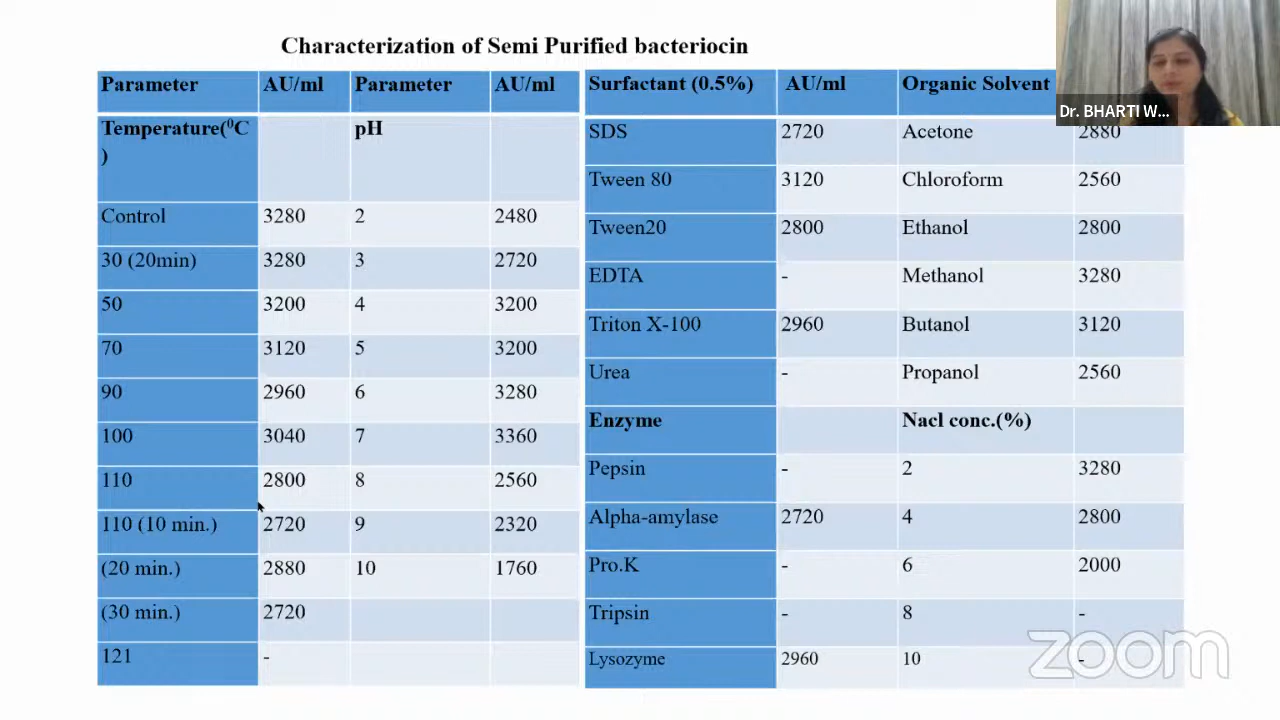 Characterization of Semi Purified bacteriocin
Parameter AU/ml Parameter AU/ml
Temperature(⁰C pH
)
Control 3280 2 2480
30 (20min) 3280 3 2720
50 3200 4 3200
70 3120 5 3200
90 2960 6 3280
100 3040 7 3360
110 2800 8 2560
110 (10 min.) 2720 9 2320
(20 min.) 2880 10 1760
(30 min.) 2720
121 -
Surfactant (0.5%) AU/ml Organic Solvent
SDS 2720 Acetone 2880
Tween 80 3120 Chloroform 2560
Tween20 2800 Ethanol 2800
EDTA - Methanol 3280
Triton X-100 2960 Butanol 3120
Urea - Propanol 2560
Enzyme Nacl conc.(%)
Pepsin - 2 3280
Alpha-amylase 2720 4 2800
Pro.K - 6 2000
Tripsin - 8 -
Lysozyme 2960 10 -
Dr. BHARTI W...
zoom